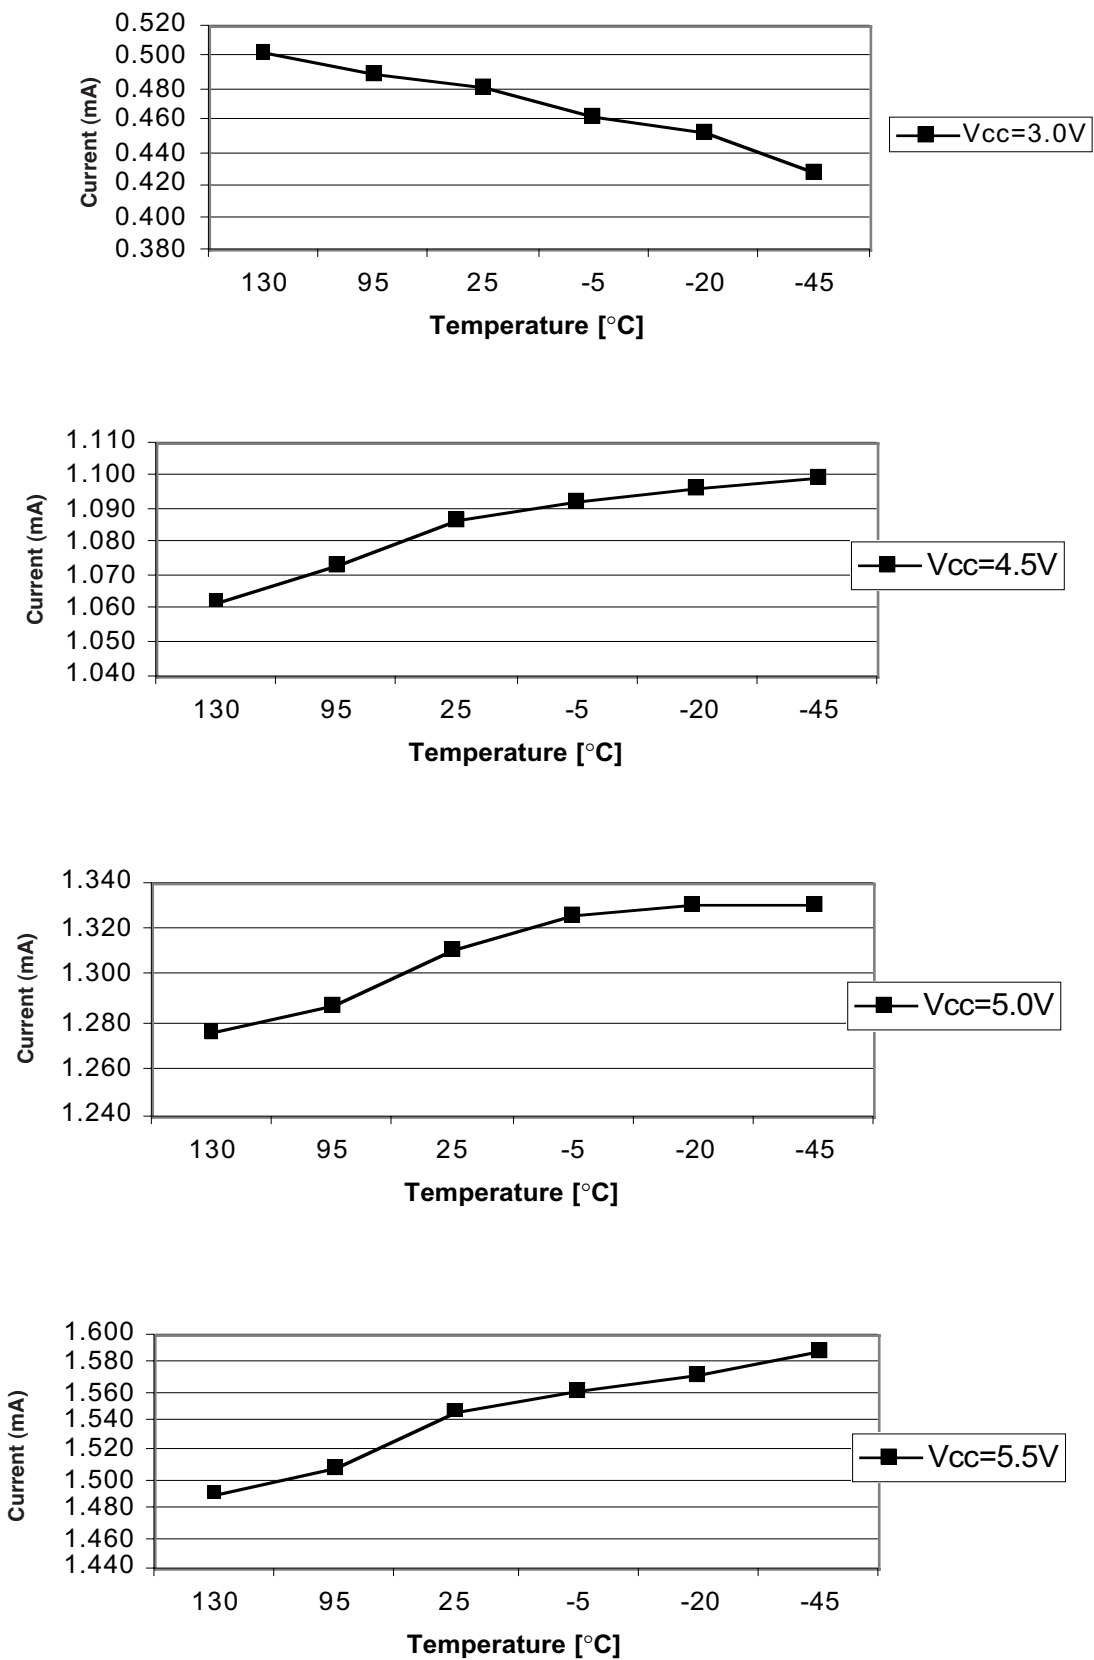 0.520
0.500
0.480
0.460
0.440
0.420
0.400
0.380
Current (mA)
130 95 25 -5 -20 -45
Temperature [°C]
Vcc=3.0V
1.110
1.100
1.090
1.080
1.070
1.060
1.050
1.040
Current (mA)
130 95 25 -5 -20 -45
Temperature [°C]
Vcc=4.5V
1.340
1.320
1.300
1.280
1.260
1.240
Current (mA)
130 95 25 -5 -20 -45
Temperature [°C]
Vcc=5.0V
1.600
1.580
1.560
1.540
1.520
1.500
1.480
1.460
1.440
Current (mA)
130 95 25 -5 -20 -45
Temperature [°C]
Vcc=5.5V